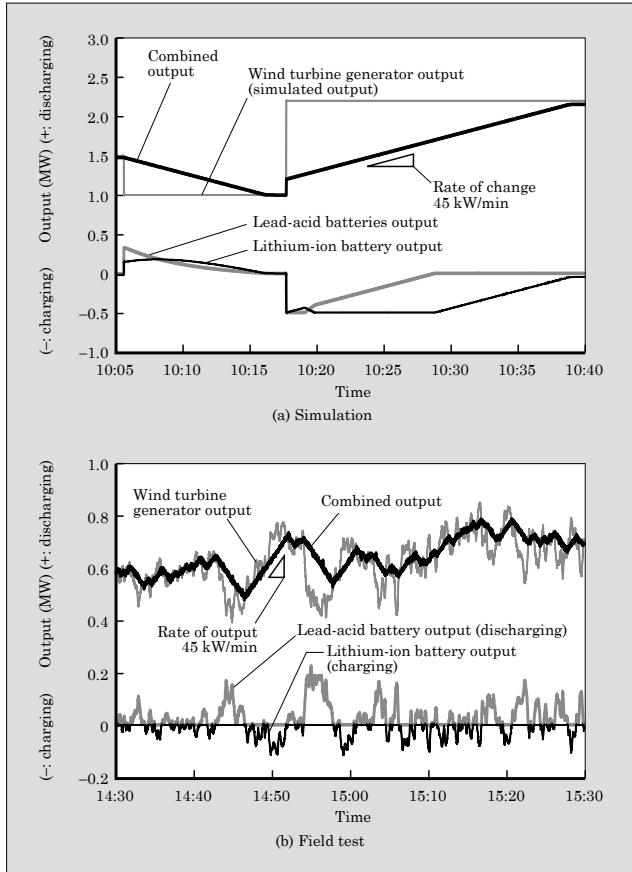 3.0
Combined
output
Wind turbine generator output
(simulated output)
2.5
2.0
1.5
Rate of change
45 kW/min
1.0
Lead-acid batteries output
0.5
Lithium-ion battery output
0
−0.5
−1.0
Output (MW) (+: discharging)
(−: charging)
10:05 10:10 10:15 10:20 10:25 10:30 10:35 10:40
Time
(a) Simulation
1.0
Wind turbine
generator output
Combined output
0.8
0.6
Rate of output
45 kW/min
0.4
Lead-acid battery output (discharging)
Lithium-ion battery output
(charging)
0.2
0
−0.2
Output (MW) (+: discharging)
(−: charging)
14:30 14:40 14:50 15:00 15:10 15:20 15:30
Time
(b) Field test